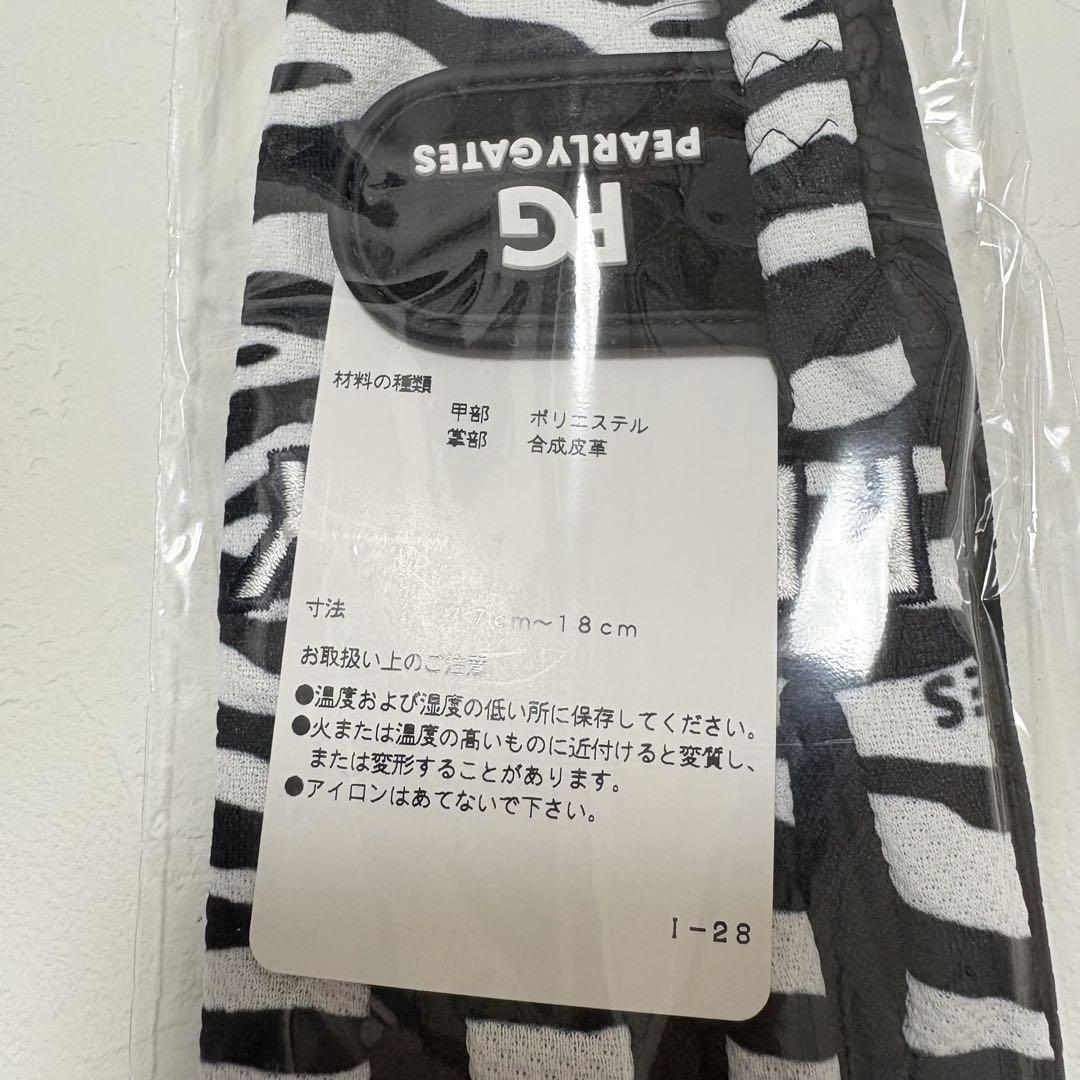 PEARLYGATES
PG
材料の種類
甲部 ポリエステル
掌部 合成皮革
寸法 17cm〜18cm
お取扱い上のご注意
●温度および湿度の低い所に保存してください。
●火または温度の高いものに近付けると変質し、
または変形することがあります。
●アイロンはあてないで下さい。
I-28